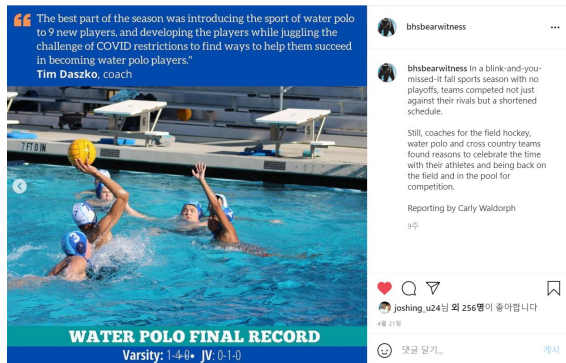 "The best part of the season was introducing the sport of water polo
to 9 new players, and developing the players while juggling the
challenge of COVID restrictions to find ways to help them succeed
in becoming water polo players."
Tim Daszko, coach
7 FT 0 IN
3
WATER POLO FINAL RECORD
Varsity: 1-4-0 • JV: 0-1-0
bhsbearwitness
bhsbearwitness In a blink-and-you-
missed-it fall sports season with no
playoffs, teams competed not just
against their rivals but a shortened
schedule.
Still, coaches for the field hockey,
water polo and cross country teams
found reasons to celebrate the time
with their athletes and being back on
the field and in the pool for
competition.
Reporting by Carly Waldorph
9주
joshing_u24님 외 256명이 좋아합니다
4월 21일
댓글 달기...
게시